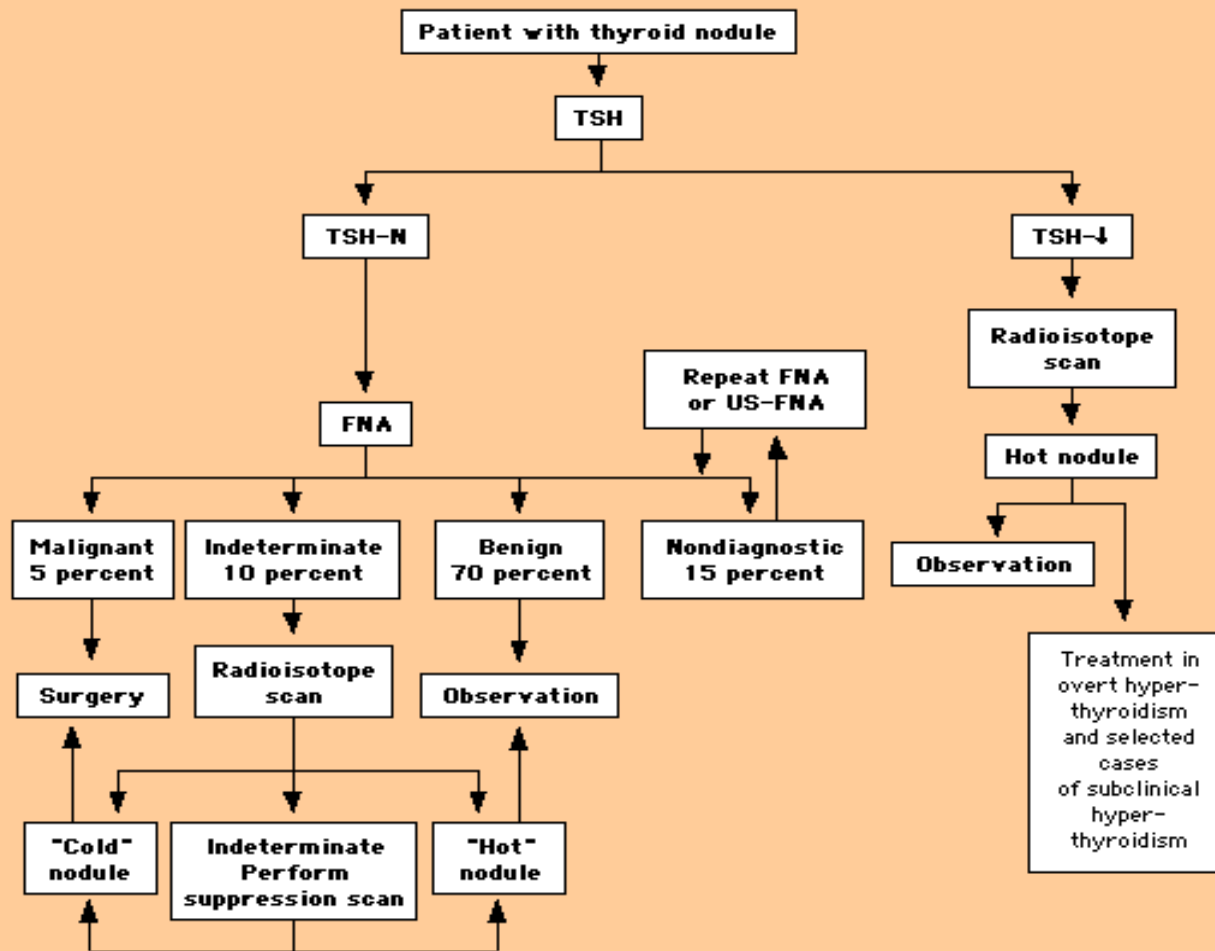 Patient with thyroid nodule
TSH
TSH-N
TSH-↓
Radioisotope
scan
Repeat FNA
or US-FNA
FNA
Hot nodule
Malignant
5 percent
Indeterminate
10 percent
Benign
70 percent
Nondiagnostic
15 percent
Observation
Surgery
Radioisotope
scan
Observation
Treatment in
overt hyper-
thyroidism
and selected
cases
of subclinical
hyper-
thyroidism
"Cold"
nodule
Indeterminate
Perform
suppression scan
"Hot"
nodule